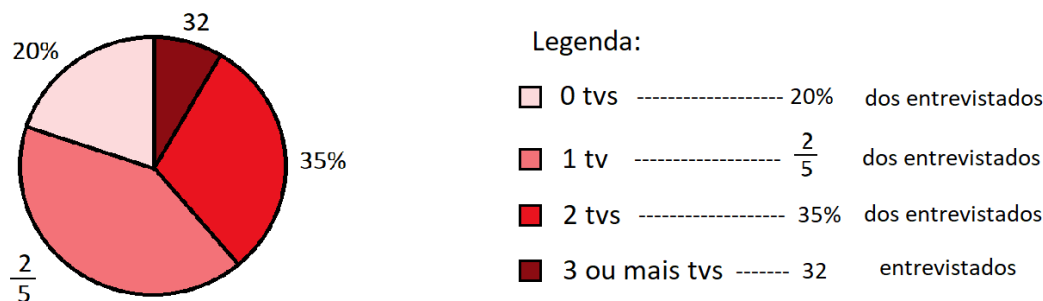 32
20%
35%
2
5
Legenda:
0 tvs ------------------- 20% dos entrevistados
1 tv ------------------- 2/5 dos entrevistados
2 tvs ------------------- 35% dos entrevistados
3 ou mais tvs ------- 32 entrevistados